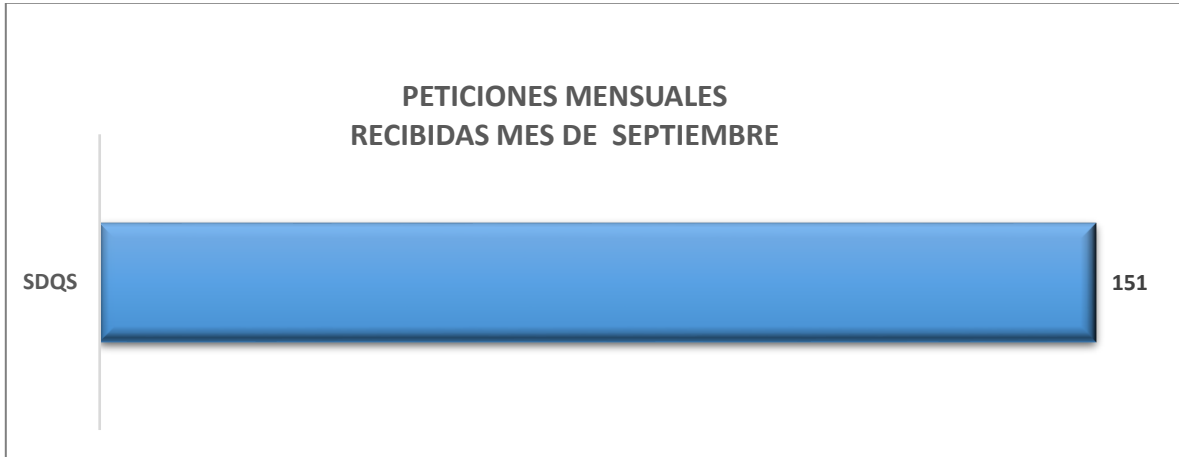 PETICIONES MENSUALES
RECIBIDAS MES DE SEPTIEMBRE
SDQS
151